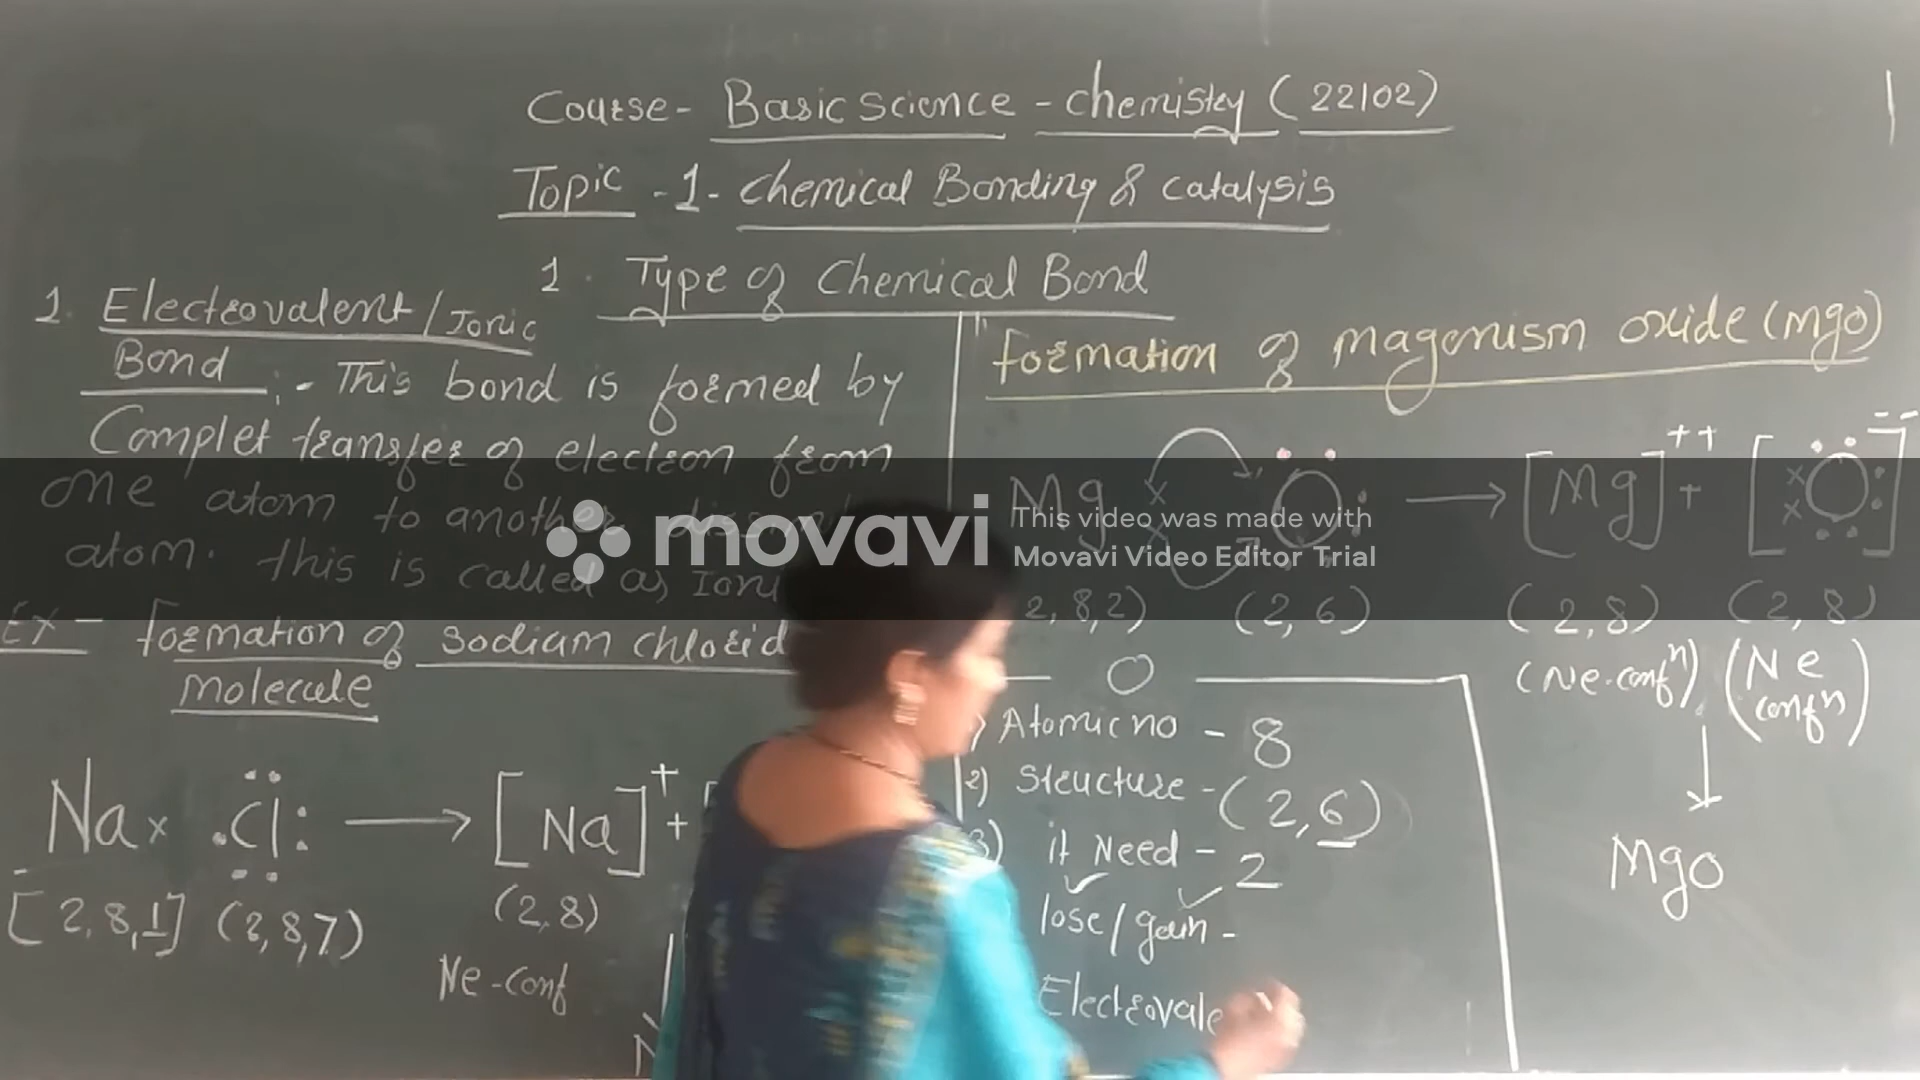 Course - Basic Science - chemistry (22102)
Topic - 1 - Chemical Bonding & catalysis
1. Type of Chemical Bond
1. Electrovalent / Ionic
Bond :- This bond is formed by
Complet transfer of electron from
one atom to another
atom. this is called as
Ex - formation of sodium chlorid
molecule
Na x .Cl: → [Na]+ +
[2,8,1] (2,8,7) (2,8)
Ne-conf
formation of magenuism oxide (mgo)
Mg O → [Mg]++ + [O]--
2,8,2) (2,6) (2,8) (2,8)
(Ne-confn) (Ne confn)
Mgo
O
) Atomic no - 8
2) Structure - (2,6)
3) it Need - 2
lose/gain -
Electrovale
movavi
This video was made with
Movavi Video Editor Trial